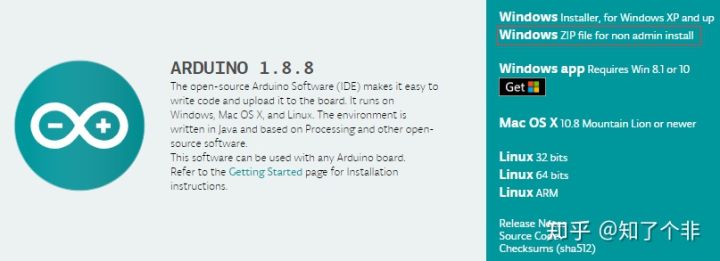 ARDUINO 1.8.8
The open-source Arduino Software (IDE) makes it easy to
write code and upload it to the board. It runs on
Windows, Mac OS X, and Linux. The environment is
written in Java and based on Processing and other open-
source software.
This software can be used with any Arduino board.
Refer to the Getting Started page for Installation
instructions.
Windows Installer, for Windows XP and up
Windows ZIP file for non admin install
Windows app Requires Win 8.1 or 10
Get
Mac OS X 10.8 Mountain Lion or newer
Linux 32 bits
Linux 64 bits
Linux ARM
Release Notes
Source Code
Checksums (sha512)
知乎 @知了个非